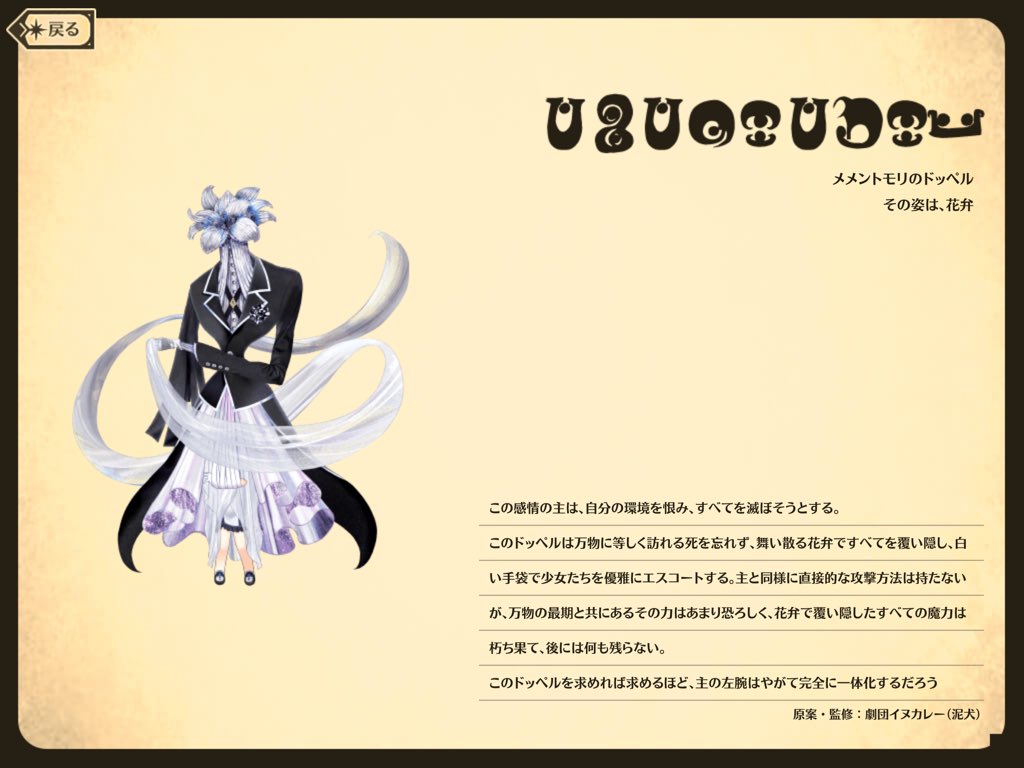 戻る
メメントモリのドッペル
その姿は、花弁
この感情の主は、自分の環境を恨み、すべてを滅ぼそうとする。
このドッペルは万物に等しく訪れる死を忘れず、舞い散る花弁ですべてを覆い隠し、白
い手袋で少女たちを優雅にエスコートする。主と同様に直接的な攻撃方法は持たない
が、万物の最期と共にあるその力はあまり恐ろしく、花弁で覆い隠したすべての魔力は
朽ち果て、後には何も残らない。
このドッペルを求めれば求めるほど、主の左腕はやがて完全に一体化するだろう
原案・監修：劇団イヌカレー（泥犬）